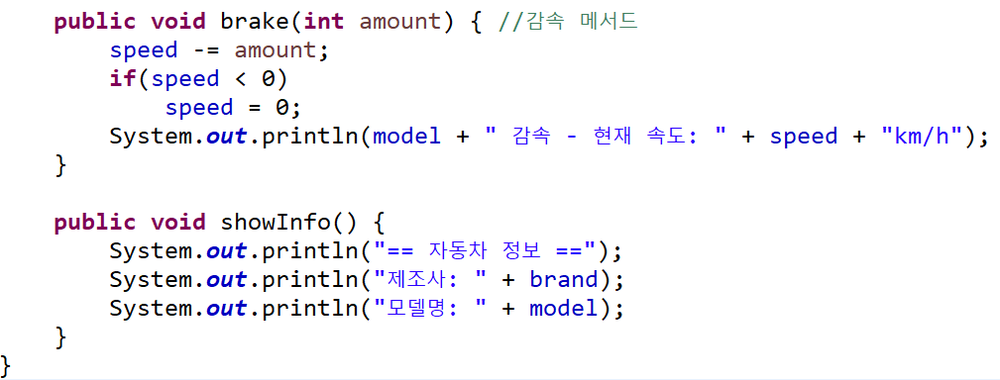 public void brake(int amount) { //감속 메서드
speed -= amount;
if(speed < 0)
speed = 0;
System.out.println(model + " 감속 - 현재 속도: " + speed + "km/h");
}
public void showInfo() {
System.out.println("== 자동차 정보 ==");
System.out.println("제조사: " + brand);
System.out.println("모델명: " + model);
}
}